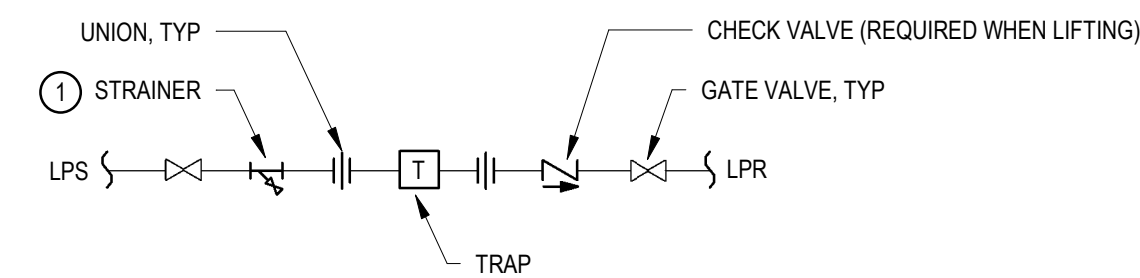 UNION, TYP
CHECK VALVE (REQUIRED WHEN LIFTING)
1 STRAINER
GATE VALVE, TYP
LPS
T
LPR
TRAP